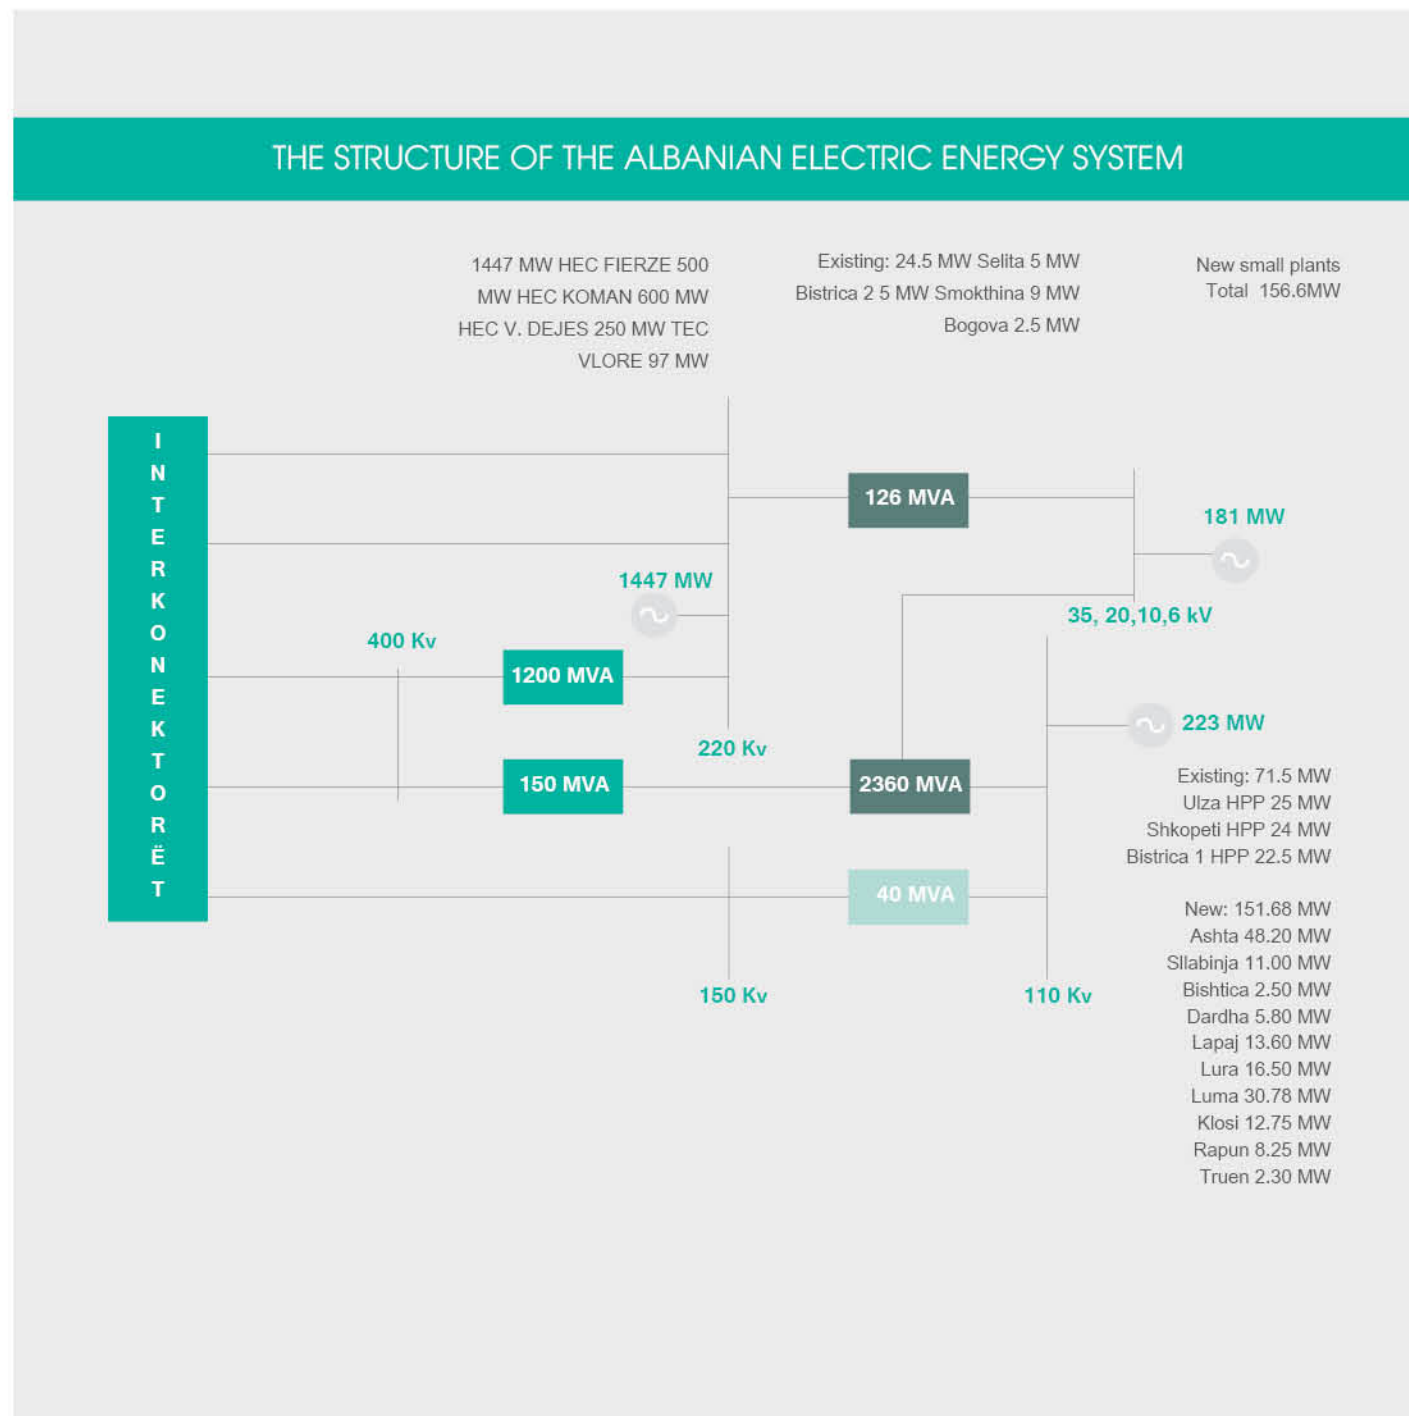 THE STRUCTURE OF THE ALBANIAN ELECTRIC ENERGY SYSTEM
1447 MW HEC FIERZE 500
MW HEC KOMAN 600 MW
HEC V. DEJES 250 MW TEC
VLORE 97 MW
Existing: 24.5 MW Selita 5 MW
Bistrica 2 5 MW Smokthina 9 MW
Bogova 2.5 MW
New small plants
Total 156.6MW
INTERKONEKTORËT
126 MVA
181 MW
1447 MW
35, 20,10,6 kV
400 Kv
1200 MVA
223 MW
220 Kv
150 MVA
2360 MVA
Existing: 71.5 MW
Ulza HPP 25 MW
Shkopeti HPP 24 MW
Bistrica 1 HPP 22.5 MW
40 MVA
New: 151.68 MW
Ashta 48.20 MW
Sllabinja 11.00 MW
Bishtica 2.50 MW
Dardha 5.80 MW
Lapaj 13.60 MW
Lura 16.50 MW
Luma 30.78 MW
Klosi 12.75 MW
Rapun 8.25 MW
Truen 2.30 MW
150 Kv
110 Kv